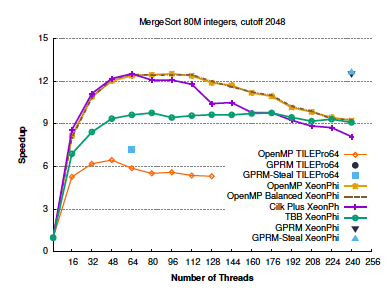 MergeSort 80M integers, cutoff 2048
15
12
9
6
3
0
Speedup
OpenMP TILEPro64
GPRM TILEPro64
GPRM-Steal TILEPro64
OpenMP XeonPhi
OpenMP Balanced XeonPhi
Cilk Plus XeonPhi
TBB XeonPhi
GPRM XeonPhi
GPRM-Steal XeonPhi
16 32 48 64 80 96 112 128 144 160 176 192 208 224 240 256
Number of Threads